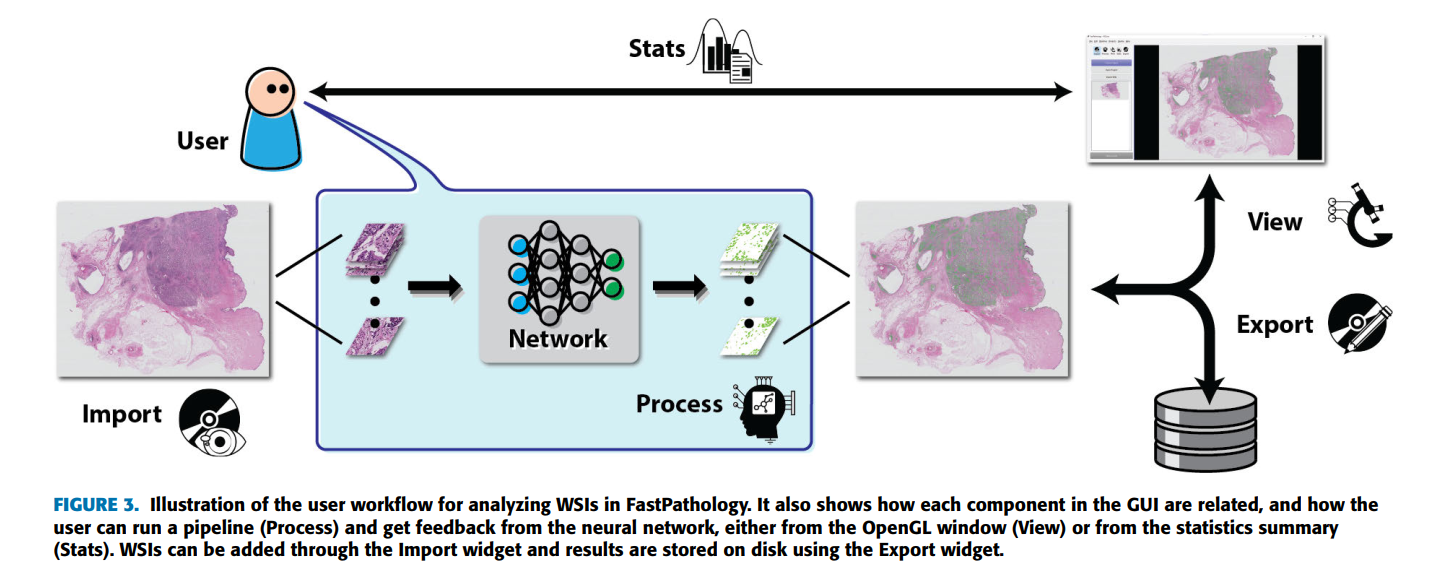 Stats
User
View
Network
Export
Process
Import
FIGURE 3. Illustration of the user workflow for analyzing WSIs in FastPathology. It also shows how each component in the GUI are related, and how the
user can run a pipeline (Process) and get feedback from the neural network, either from the OpenGL window (View) or from the statistics summary
(Stats). WSIs can be added through the Import widget and results are stored on disk using the Export widget.